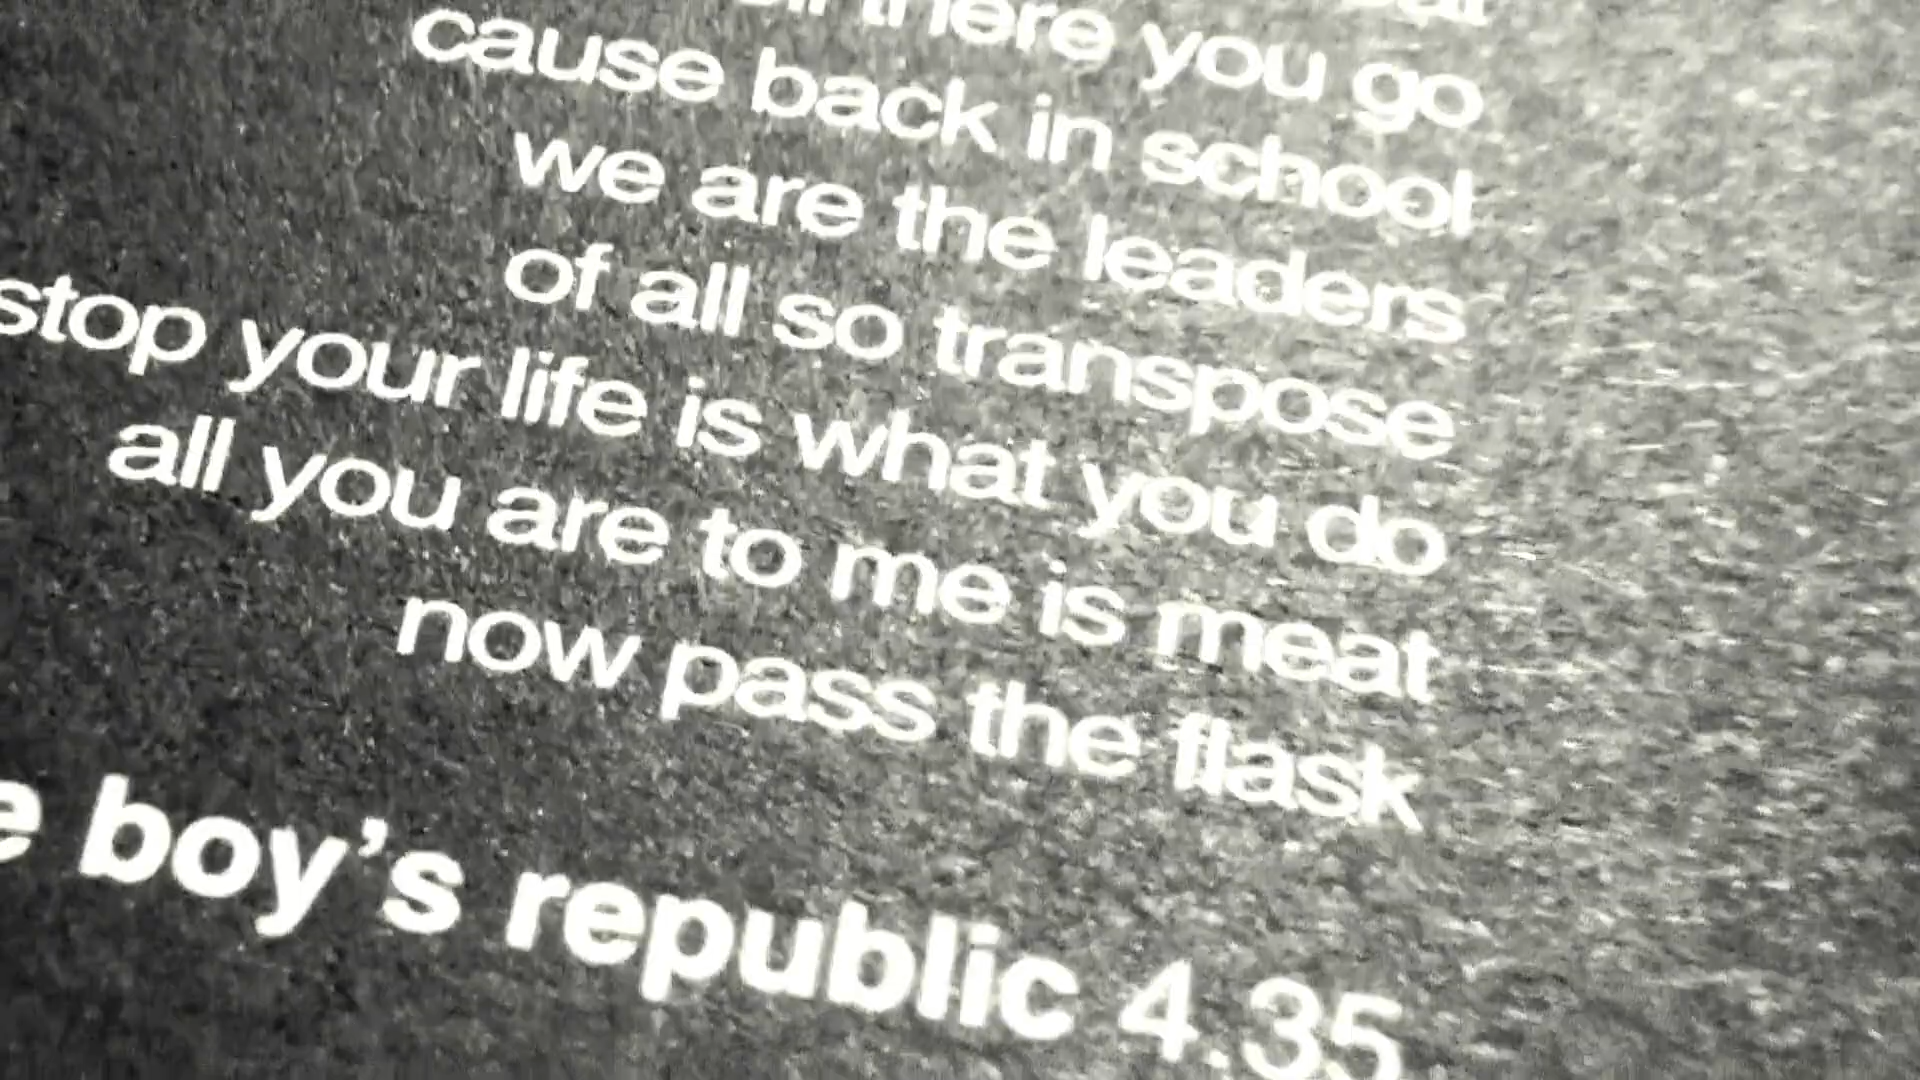 there you go
cause back in school
we are the leaders
of all so transpose
stop your life is what you do
all you are to me is meat
now pass the flask
boy's republic 4.35